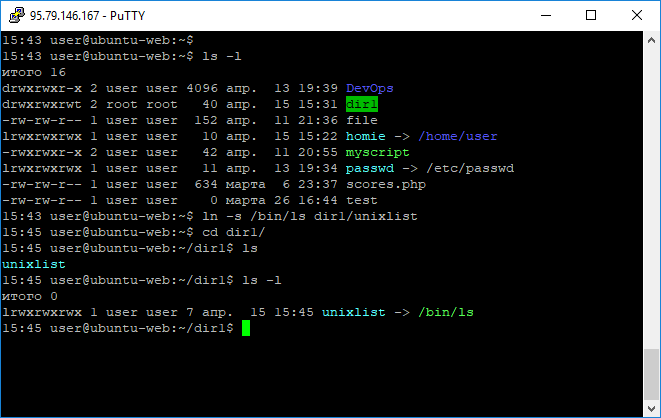 95.79.146.167 - PuTTY
15:43 user@ubuntu-web:~$
15:43 user@ubuntu-web:~$ ls -l
итого 16
drwxrwxr-x 2 user user 4096 апр.  13 19:39 DevOps
drwxrwxrwt 2 root root   40 апр.  15 15:31 dir1
-rw-rw-r-- 1 user user  152 апр.  11 21:36 file
lrwxrwxrwx 1 user user   10 апр.  15 15:22 homie -> /home/user
-rwxrwxr-x 2 user user   42 апр.  11 20:55 myscript
lrwxrwxrwx 1 user user   11 апр.  13 19:34 passwd -> /etc/passwd
-rw-rw-r-- 1 user user  634 марта  6 23:37 scores.php
-rw-rw-r-- 1 user user    0 марта 26 16:44 test
15:43 user@ubuntu-web:~$ ln -s /bin/ls dir1/unixlist
15:45 user@ubuntu-web:~$ cd dir1/
15:45 user@ubuntu-web:~/dir1$ ls
unixlist
15:45 user@ubuntu-web:~/dir1$ ls -l
итого 0
lrwxrwxrwx 1 user user 7 апр.  15 15:45 unixlist -> /bin/ls
15:45 user@ubuntu-web:~/dir1$